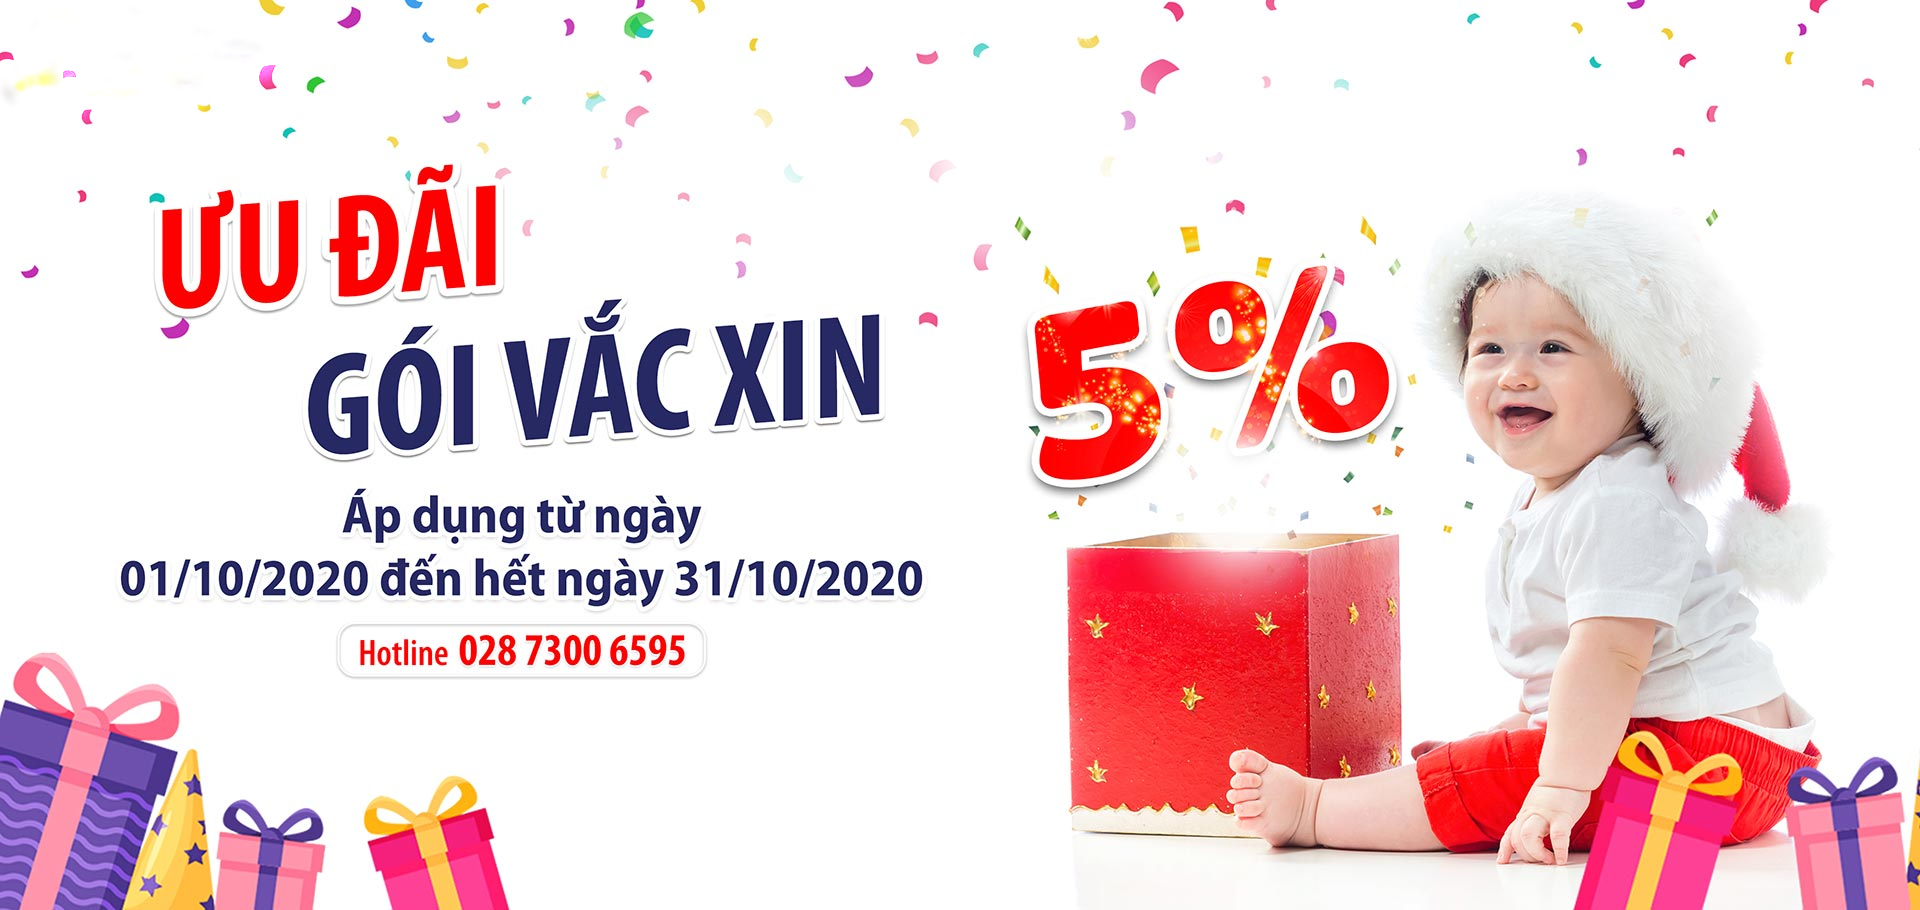 ƯU ĐÃI
GÓI VẮC XIN
5%
Áp dụng từ ngày
01/10/2020 đến hết ngày 31/10/2020
Hotline 028 7300 6595